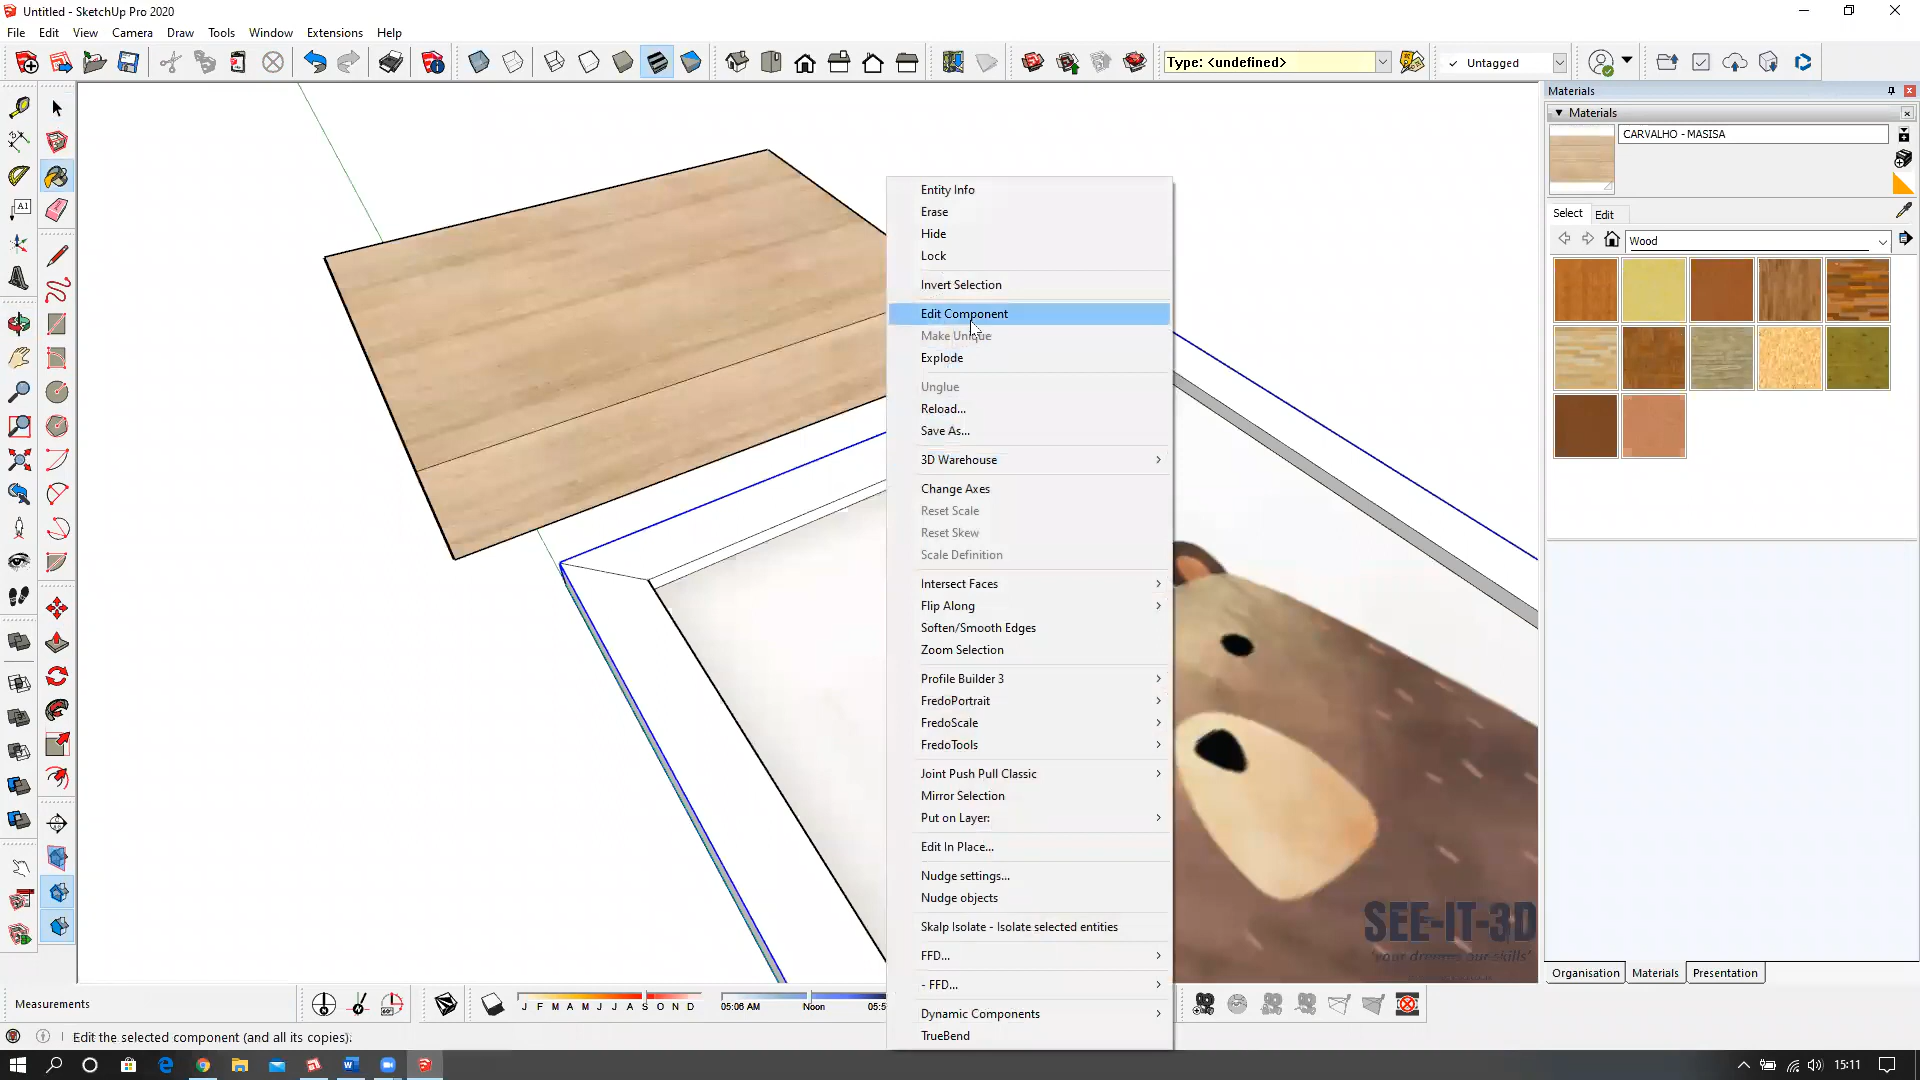 Untitled - SketchUp Pro 2020
File Edit View Camera Draw Tools Window Extensions Help
Type: <undefined>
Untagged
Materials
Materials
CARVALHO - MASISA
Select Edit
Wood
A1
Entity Info
Erase
Hide
Lock
Invert Selection
Edit Component
Make Unique
Explode
Unglue
Reload...
Save As...
3D Warehouse
Change Axes
Reset Scale
Reset Skew
Scale Definition
Intersect Faces
Flip Along
Soften/Smooth Edges
Zoom Selection
Profile Builder 3
FredoPortrait
FredoScale
FredoTools
Joint Push Pull Classic
Mirror Selection
Put on Layer:
Edit In Place...
Nudge settings...
Nudge objects
Skalp Isolate - Isolate selected entities
FFD...
- FFD...
Dynamic Components
TrueBend
SEE-IT-3D
'your dreams our skills'
Organisation Materials Presentation
Measurements
J F M A M J J A S O N D
05:06 AM Noon
Edit the selected component (and all its copies).
15:11